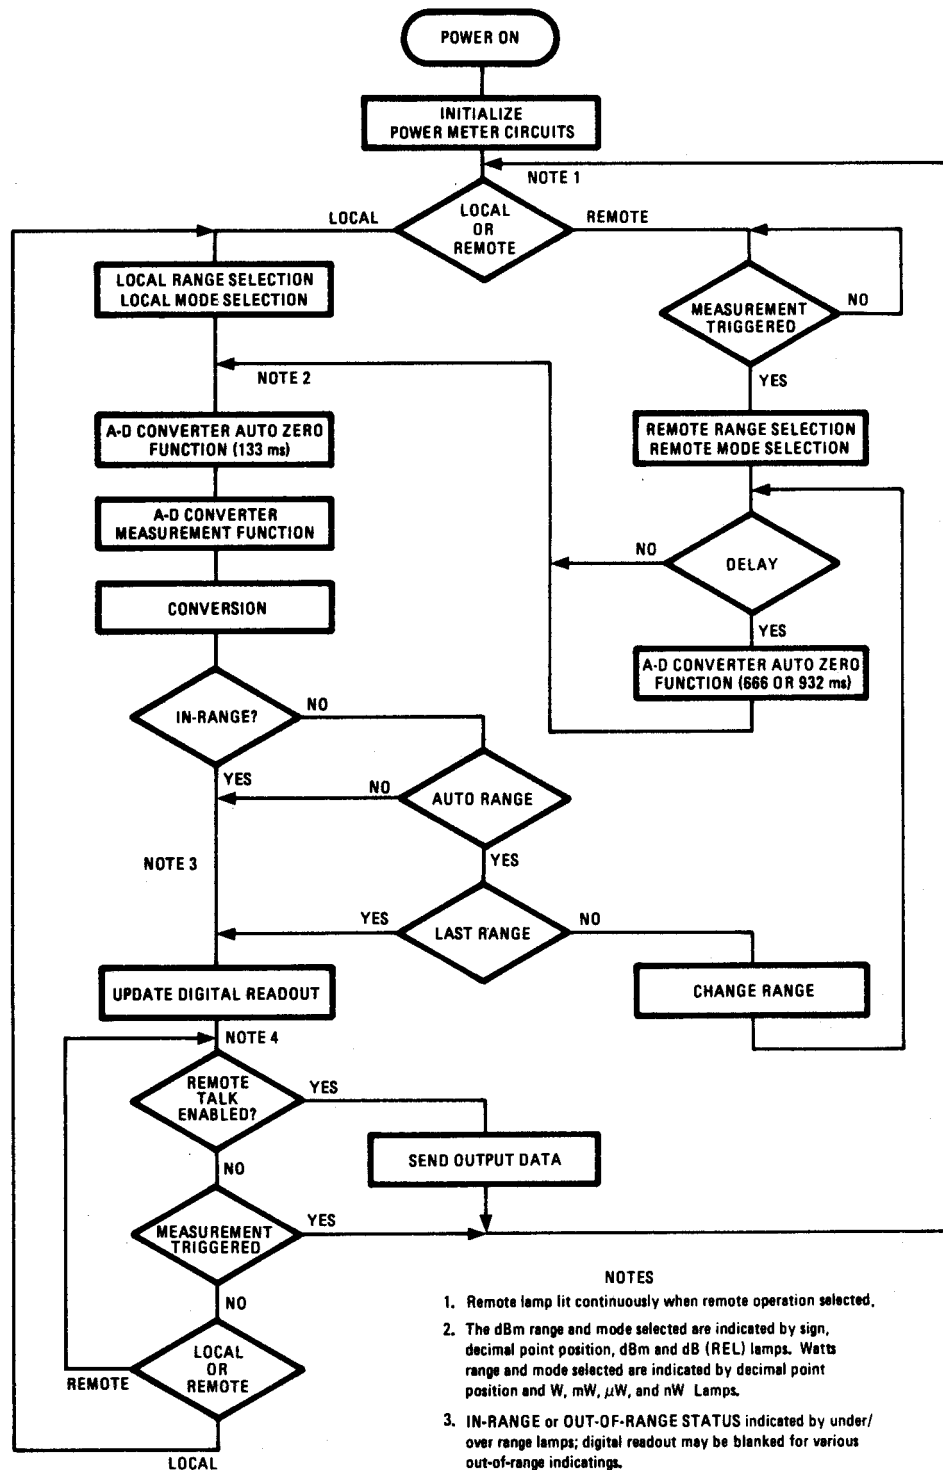 POWER ON
INITIALIZE
POWER METER CIRCUITS
NOTE 1
LOCAL
LOCAL
OR
REMOTE
REMOTE
LOCAL RANGE SELECTION
LOCAL MODE SELECTION
MEASUREMENT
TRIGGERED
NO
YES
NOTE 2
A-D CONVERTER AUTO ZERO
FUNCTION (133 ms)
REMOTE RANGE SELECTION
REMOTE MODE SELECTION
A-D CONVERTER
MEASUREMENT FUNCTION
NO
DELAY
YES
CONVERSION
A-D CONVERTER AUTO ZERO
FUNCTION (666 OR 932 ms)
IN-RANGE?
NO
YES
NO
AUTO RANGE
YES
NOTE 3
YES
LAST RANGE
NO
UPDATE DIGITAL READOUT
CHANGE RANGE
NOTE 4
REMOTE
TALK
ENABLED?
YES
SEND OUTPUT DATA
NO
MEASUREMENT
TRIGGERED
YES
NO
LOCAL
OR
REMOTE
REMOTE
LOCAL
NOTES
1. Remote lamp lit continuously when remote operation selected.
2. The dBm range and mode selected are indicated by sign,
decimal point position, dBm and dB (REL) lamps. Watts
range and mode selected are indicated by decimal point
position and W, mW, μW, and nW Lamps.
3. IN-RANGE or OUT-OF-RANGE STATUS indicated by under/
over range lamps; digital readout may be blanked for various
out-of-range indicatings.